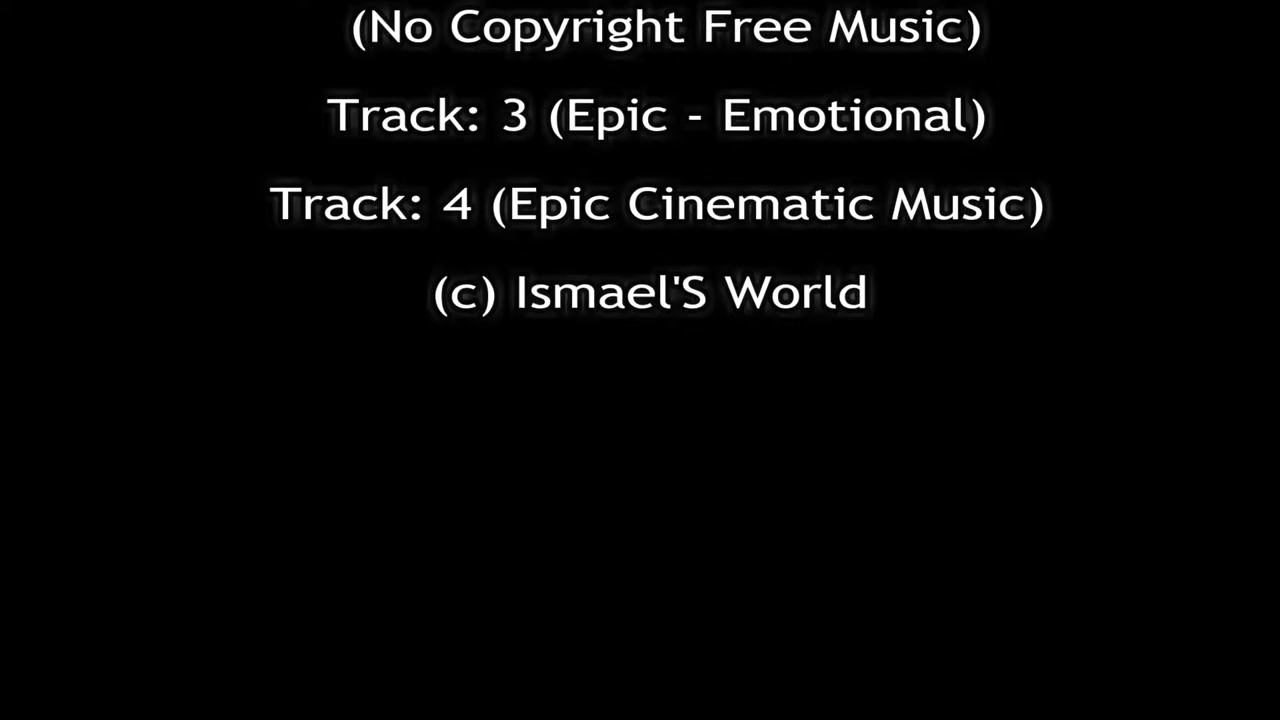 (No Copyright Free Music)
Track: 3 (Epic - Emotional)
Track: 4 (Epic Cinematic Music)
(c) Ismael'S World